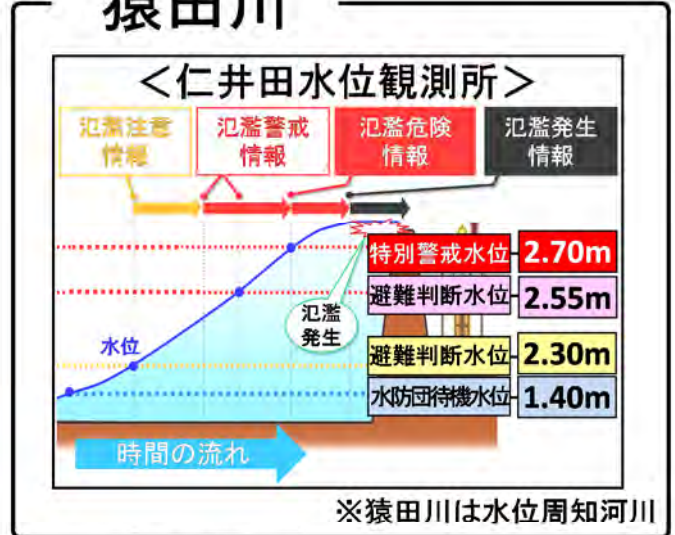 猿田川
＜仁井田水位観測所＞
氾濫注意
情報
氾濫警戒
情報
氾濫危険
情報
氾濫発生
情報
特別警戒水位 2.70m
避難判断水位 2.55m
氾濫
発生
水位
避難判断水位 2.30m
水防団待機水位 1.40m
時間の流れ
※猿田川は水位周知河川